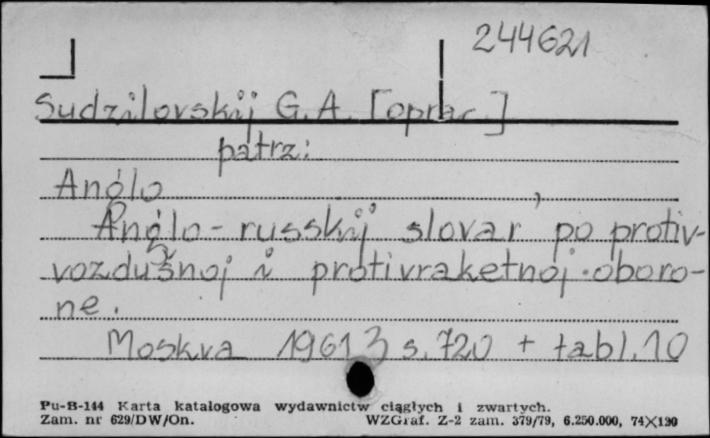 244621
Sudzilovskij G. A. [oprac.]
patrz:
Anglo
Anglo - russkij slovar' po protiv-
vozdušnoj i protivraketnoj oboro-
ne.
Moskva 1961 s. 720 + tabl. 10
Pu-B-144 Karta katalogowa wydawnictw ciągłych i zwartych.
Zam. nr 629/DW/On. WZGraf. Z-2 zam. 379/79, 6.250.000, 74X120